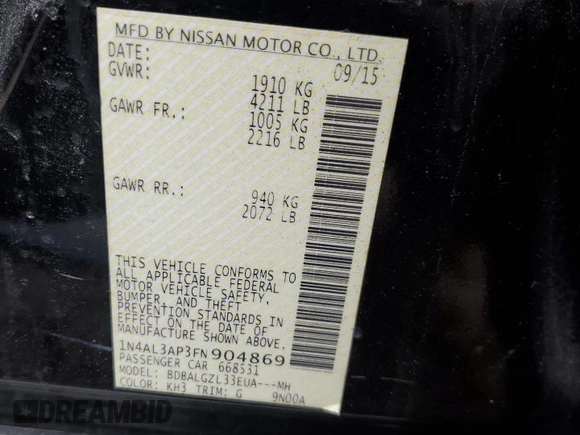 MFD BY NISSAN MOTOR CO., LTD.
DATE: 09/15
GVWR: 1910 KG
4211 LB
GAWR FR.: 1005 KG
2216 LB
GAWR RR.: 940 KG
2072 LB
THIS VEHICLE CONFORMS TO
ALL APPLICABLE FEDERAL
MOTOR VEHICLE SAFETY,
BUMPER, AND THEFT
PREVENTION STANDARDS IN
EFFECT ON THE DATE OF
MANUFACTURE SHOWN ABOVE.
1N4AL3AP3FN904869
PASSENGER CAR 668531
MODEL: BDBALGZL33EUA---MH
COLOR: KH3 TRIM: G 9N00A
DREAMBID